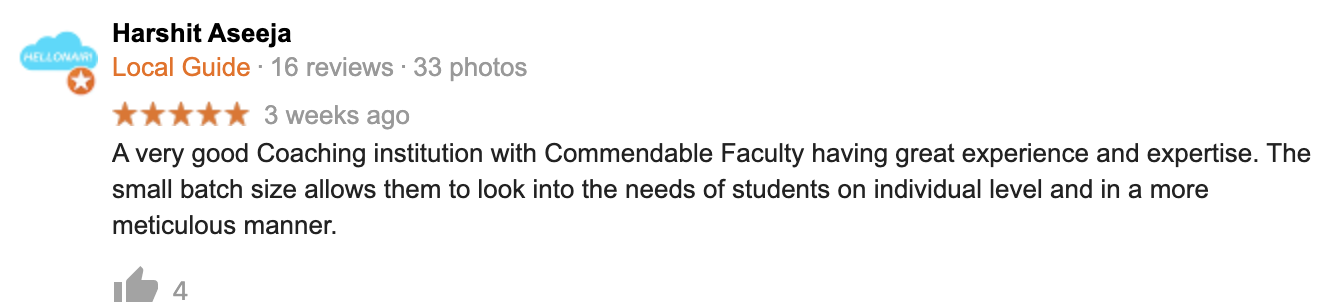 HELLONAIR!
Harshit Aseeja
Local Guide · 16 reviews · 33 photos
3 weeks ago
A very good Coaching institution with Commendable Faculty having great experience and expertise. The
small batch size allows them to look into the needs of students on individual level and in a more
meticulous manner.
4